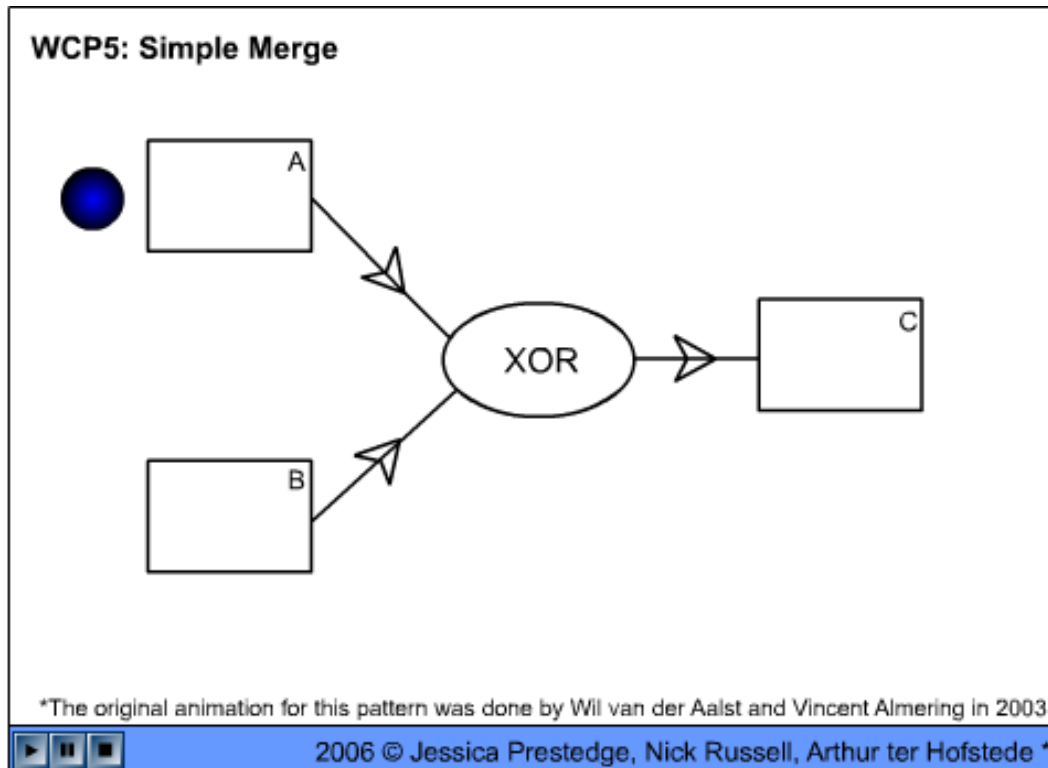 WCP5: Simple Merge
A
XOR
C
B
*The original animation for this pattern was done by Wil van der Aalst and Vincent Almering in 2003
2006 © Jessica Prestedge, Nick Russell, Arthur ter Hofstede *